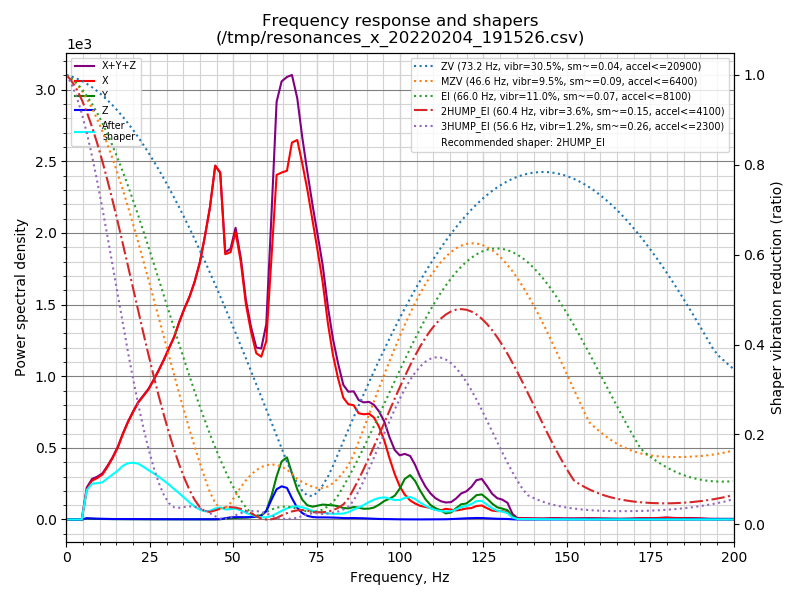 Frequency response and shapers
(/tmp/resonances_x_20220204_191526.csv)
1e3
X+Y+Z
X
Y
Z
After
shaper
ZV (73.2 Hz, vibr=30.5%, sm~=0.04, accel<=20900)
MZV (46.6 Hz, vibr=9.5%, sm~=0.09, accel<=6400)
EI (66.0 Hz, vibr=11.0%, sm~=0.07, accel<=8100)
2HUMP_EI (60.4 Hz, vibr=3.6%, sm~=0.15, accel<=4100)
3HUMP_EI (56.6 Hz, vibr=1.2%, sm~=0.26, accel<=2300)
Recommended shaper: 2HUMP_EI
Power spectral density
3.0
2.5
2.0
1.5
1.0
0.5
0.0
1.0
0.8
0.6
0.4
0.2
0.0
Shaper vibration reduction (ratio)
0
25
50
75
100
125
150
175
200
Frequency, Hz